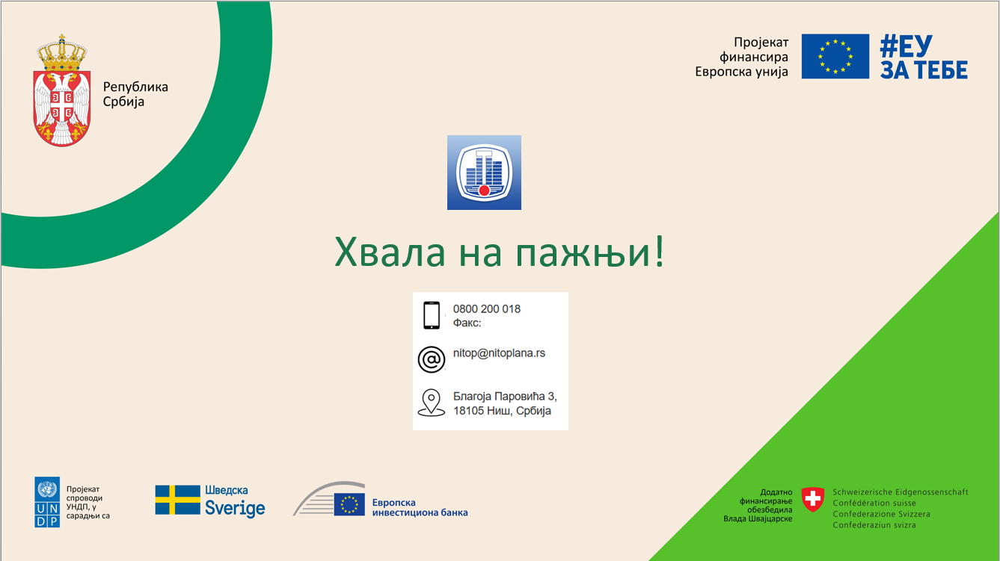 Република
Србија
Пројекат
финансира
Европска унија
#ЕУ
ЗА ТЕБЕ
Хвала на пажњи!
0800 200 018
Факс:
nitop@nitoplana.rs
Благоја Паровића 3,
18105 Ниш, Србија
U N
D P
Пројекат
спроводи
УНДП, у
сарадњи са
Шведска
Sverige
Европска
инвестициона банка
Додатно
финансирање
обезбедила
Влада Швајцарске
Schweizerische Eidgenossenschaft
Confédération suisse
Confederazione Svizzera
Confederaziun svizra